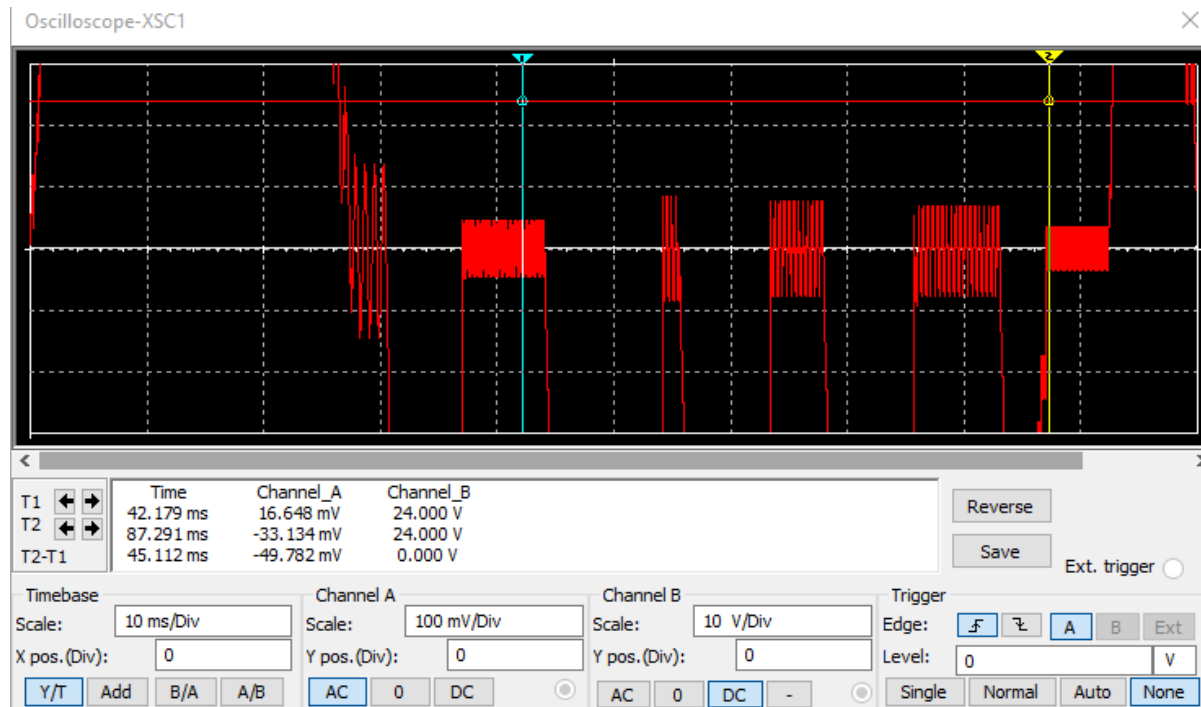 Oscilloscope-XSC1
1 2
T1
T2
T2-T1
Time Channel_A Channel_B
42.179 ms 16.648 mV 24.000 V
87.291 ms -33.134 mV 24.000 V
45.112 ms -49.782 mV 0.000 V
Reverse
Save
Ext. trigger
Timebase
Scale: 10 ms/Div
X pos.(Div): 0
Y/T Add B/A A/B
Channel A
Scale: 100 mV/Div
Y pos.(Div): 0
AC 0 DC
Channel B
Scale: 10 V/Div
Y pos.(Div): 0
AC 0 DC -
Trigger
Edge: A B Ext
Level: 0 V
Single Normal Auto None